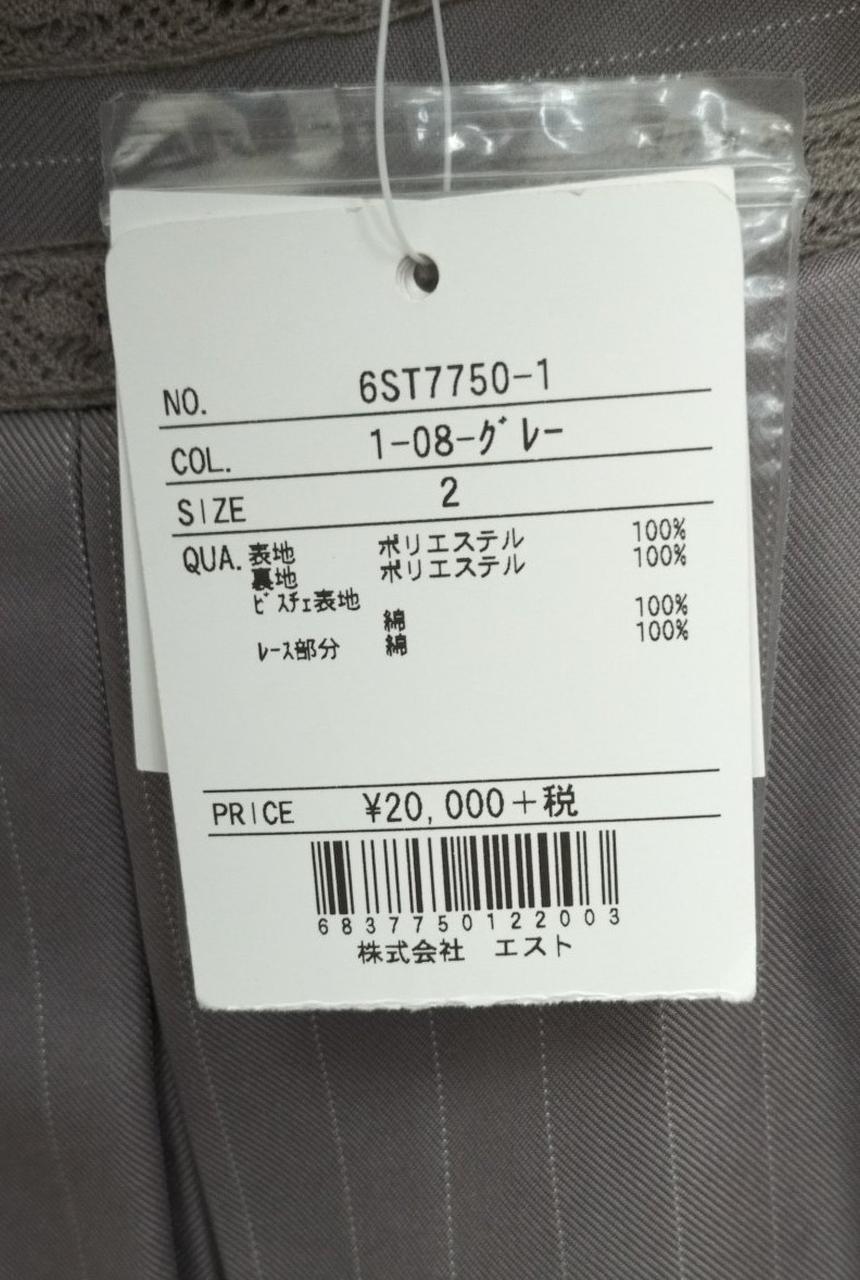 NO. 6ST7750-1
COL. 1-08-グレー
SIZE 2
QUA. 表地 ポリエステル 100%
裏地 ポリエステル 100%
ビスチェ表地
綿 100%
レース部分 綿 100%
PRICE ¥20,000+税
6837750122003
株式会社 エスト